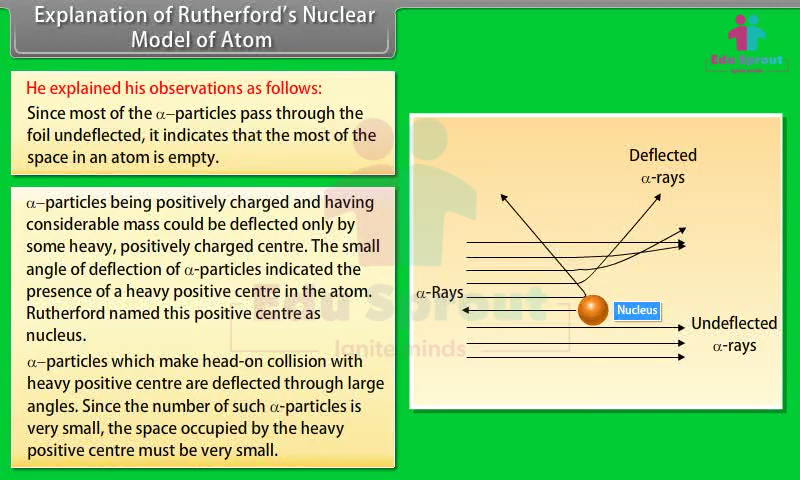 Explanation of Rutherford's Nuclear
Model of Atom
Edu Sprout
Ignite minds
He explained his observations as follows:
Since most of the α–particles pass through the
foil undeflected, it indicates that the most of the
space in an atom is empty.
α–particles being positively charged and having
considerable mass could be deflected only by
some heavy, positively charged centre. The small
angle of deflection of α-particles indicated the
presence of a heavy positive centre in the atom.
Rutherford named this positive centre as
nucleus.
α–particles which make head-on collision with
heavy positive centre are deflected through large
angles. Since the number of such α-particles is
very small, the space occupied by the heavy
positive centre must be very small.
Deflected
α-rays
α-Rays
Nucleus
Undeflected
α-rays
Edu Sprout
Ignite minds